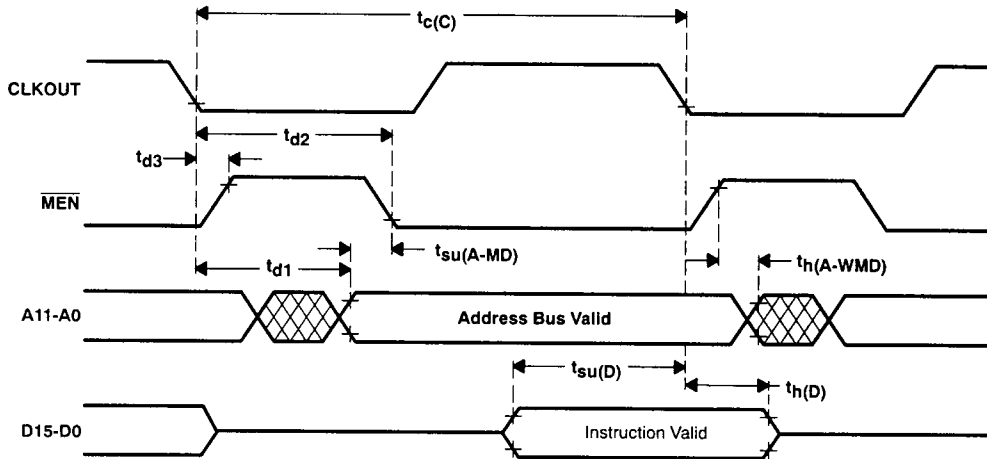 tc(C)
CLKOUT
td2
td3
MEN
tsu(A-MD)
td1
th(A-WMD)
A11-A0
Address Bus Valid
tsu(D)
th(D)
D15-D0
Instruction Valid